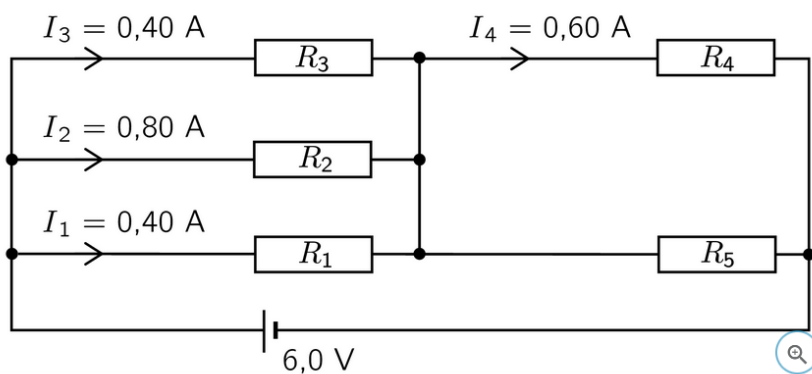 I₃ = 0,40 A
I₄ = 0,60 A
R₃
R₄
I₂ = 0,80 A
R₂
I₁ = 0,40 A
R₁
R₅
6,0 V